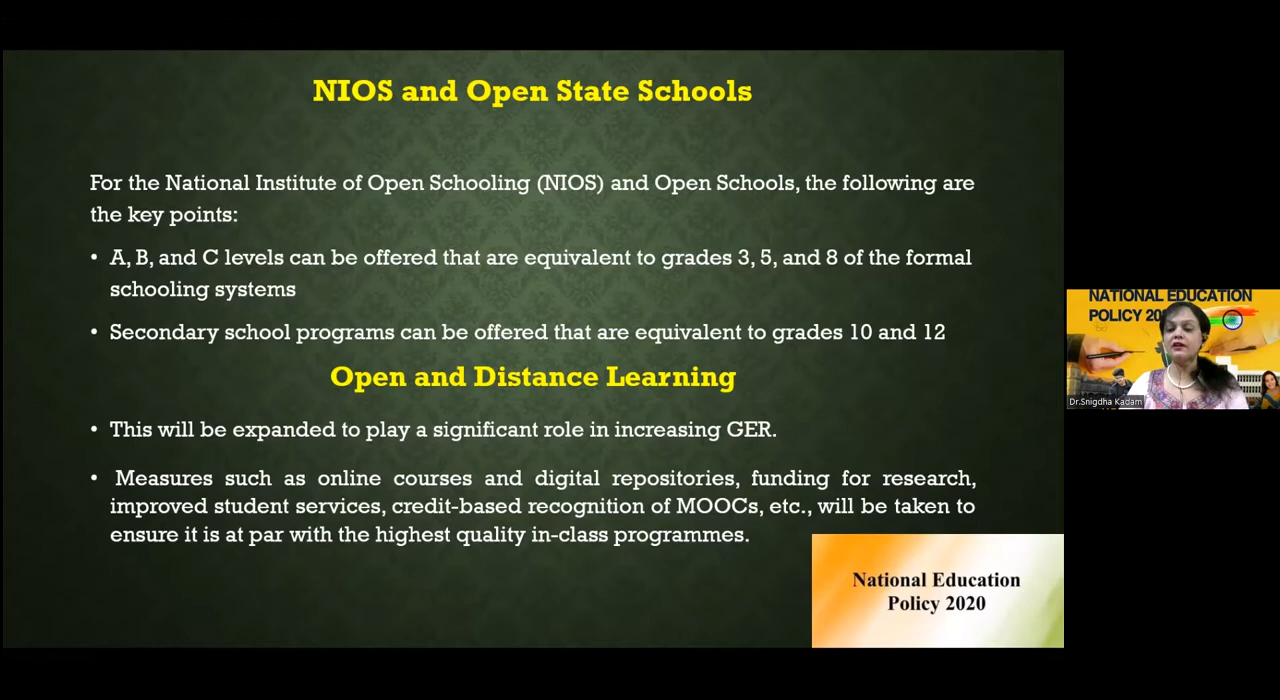 NIOS and Open State Schools
For the National Institute of Open Schooling (NIOS) and Open Schools, the following are
the key points:
• A, B, and C levels can be offered that are equivalent to grades 3, 5, and 8 of the formal
schooling systems
• Secondary school programs can be offered that are equivalent to grades 10 and 12
Open and Distance Learning
• This will be expanded to play a significant role in increasing GER.
• Measures such as online courses and digital repositories, funding for research,
improved student services, credit-based recognition of MOOCs, etc., will be taken to
ensure it is at par with the highest quality in-class programmes.
National Education
Policy 2020
NATIONAL EDUCATION
POLICY
Dr.Snigdha Kadam